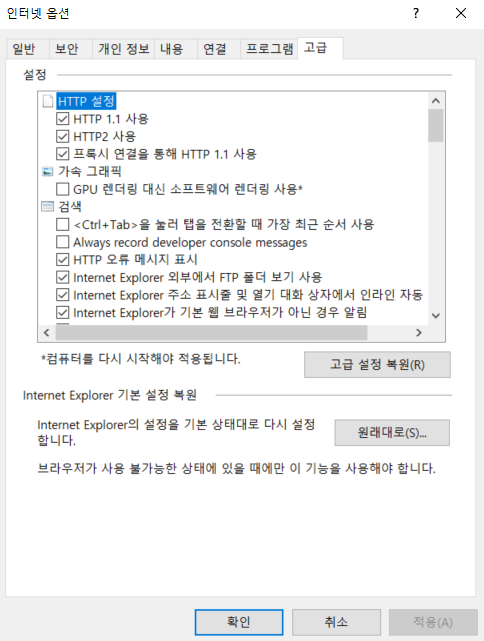 인터넷 옵션
일반 보안 개인 정보 내용 연결 프로그램 고급
설정
HTTP 설정
HTTP 1.1 사용
HTTP2 사용
프록시 연결을 통해 HTTP 1.1 사용
가속 그래픽
GPU 렌더링 대신 소프트웨어 렌더링 사용*
검색
<Ctrl+Tab>을 눌러 탭을 전환할 때 가장 최근 순서 사용
Always record developer console messages
HTTP 오류 메시지 표시
Internet Explorer 외부에서 FTP 폴더 보기 사용
Internet Explorer 주소 표시줄 및 열기 대화 상자에서 인라인 자동
Internet Explorer가 기본 웹 브라우저가 아닌 경우 알림
*컴퓨터를 다시 시작해야 적용됩니다.
고급 설정 복원(R)
Internet Explorer 기본 설정 복원
Internet Explorer의 설정을 기본 상태대로 다시 설정
합니다.
원래대로(S)...
브라우저가 사용 불가능한 상태에 있을 때에만 이 기능을 사용해야 합니다.
확인 취소 적용(A)